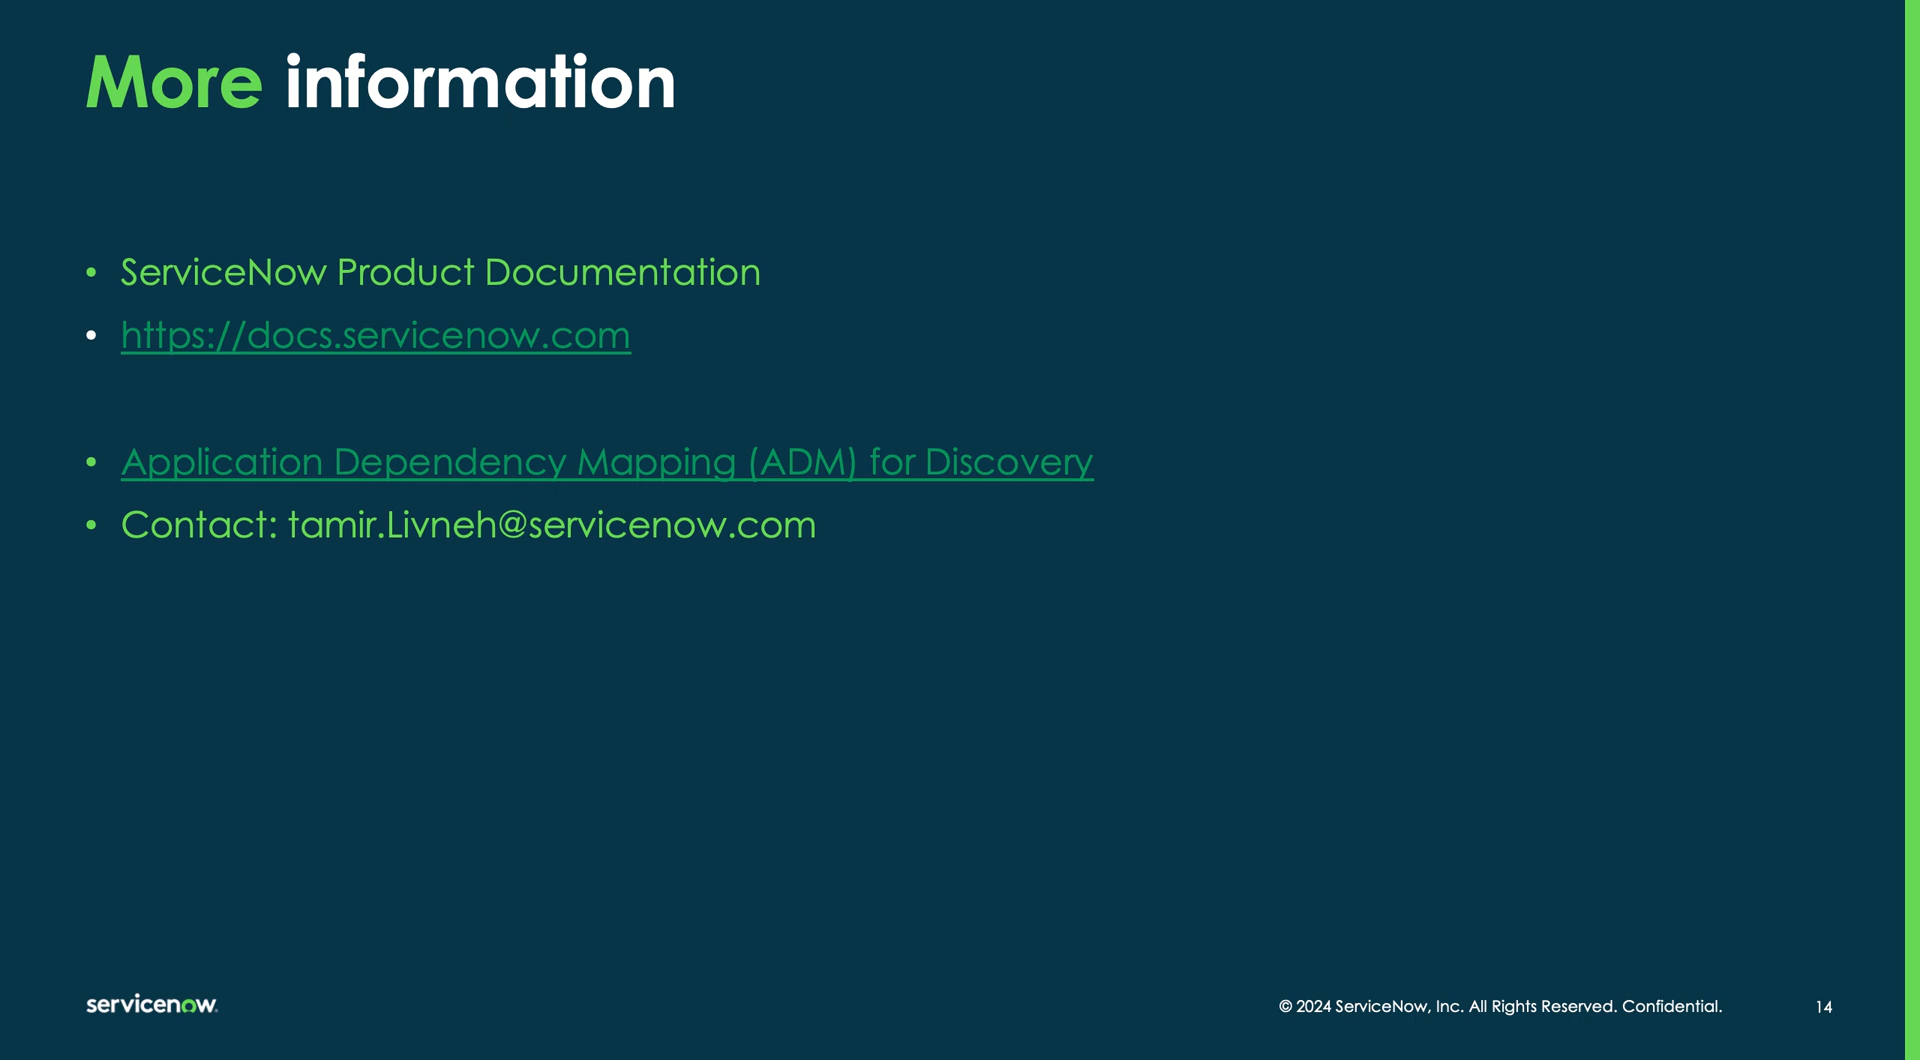 More information
• ServiceNow Product Documentation
• https://docs.servicenow.com
• Application Dependency Mapping (ADM) for Discovery
• Contact: tamir.Livneh@servicenow.com
servicenow.
© 2024 ServiceNow, Inc. All Rights Reserved. Confidential.
14